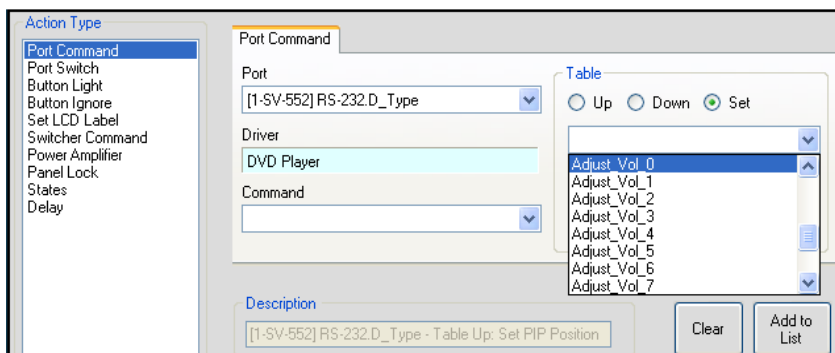 Action Type
Port Command
Port Switch
Button Light
Button Ignore
Set LCD Label
Switcher Command
Power Amplifier
Panel Lock
States
Delay
Port Command
Port
[1-SV-552] RS-232.D_Type
Driver
DVD Player
Command
Table
Up Down Set
Adjust_Vol_0
Adjust_Vol_1
Adjust_Vol_2
Adjust_Vol_3
Adjust_Vol_4
Adjust_Vol_5
Adjust_Vol_6
Adjust_Vol_7
Description
[1-SV-552] RS-232.D_Type - Table Up: Set PIP Position
Clear
Add to
List